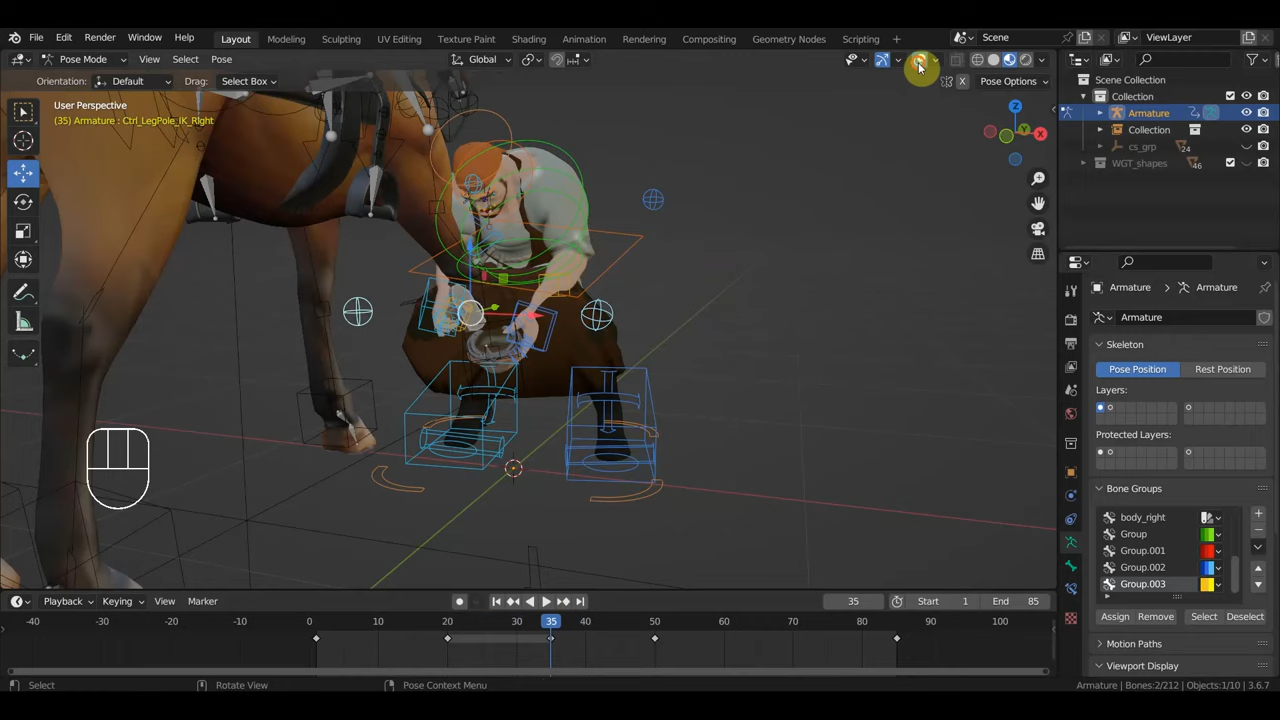 File Edit Render Window Help Layout Modeling Sculpting UV Editing Texture Paint Shading Animation Rendering Compositing Geometry Nodes Scripting + Scene ViewLayer
Pose Mode View Select Pose Global
Orientation: Default Drag: Select Box X Pose Options
User Perspective
(35) Armature : Ctrl_LegPole_IK_Right
Z
Y
X
Scene Collection
Collection
Armature
Collection
cs_grp 24
WGT_shapes 46
Armature > Armature
Armature
Skeleton
Pose Position Rest Position
Layers:
Protected Layers:
Bone Groups
body_right
Group
Group.001
Group.002
Group.003
Assign Remove Select Deselect
Motion Paths
Viewport Display
Playback Keying View Marker 35 Start 1 End 85
-40 -30 -20 -10 0 10 20 30 35 40 50 60 70 80 90 100
Select Rotate View Pose Context Menu Armature | Bones:2/212 | Objects:1/10 | 3.6.7